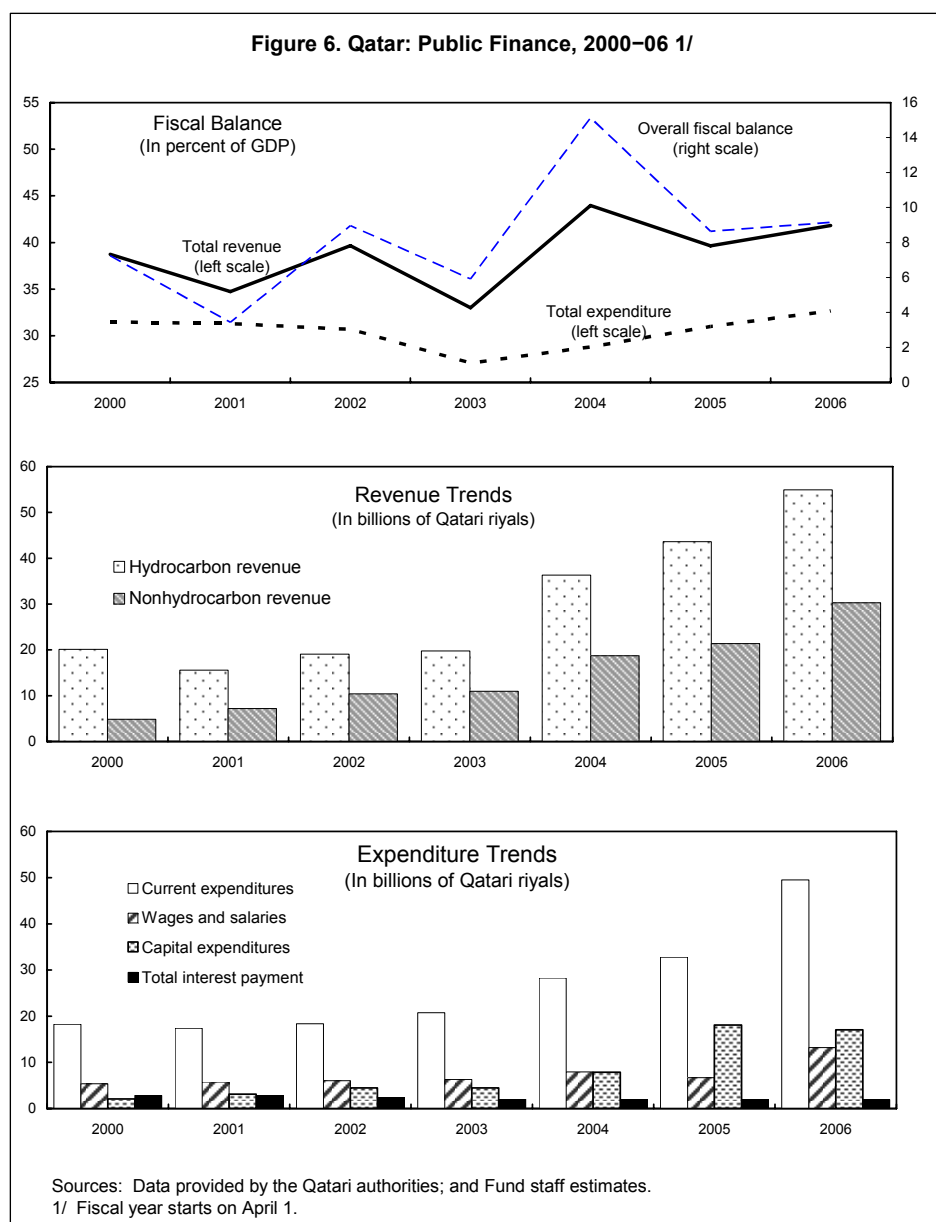 Figure 6. Qatar: Public Finance, 2000−06 1/
Fiscal Balance
(In percent of GDP)
Overall fiscal balance
(right scale)
Total revenue
(left scale)
Total expenditure
(left scale)
55
50
45
40
35
30
25
16
14
12
10
8
6
4
2
0
2000 2001 2002 2003 2004 2005 2006
Revenue Trends
(In billions of Qatari riyals)
Hydrocarbon revenue
Nonhydrocarbon revenue
60
50
40
30
20
10
0
2000 2001 2002 2003 2004 2005 2006
Expenditure Trends
(In billions of Qatari riyals)
Current expenditures
Wages and salaries
Capital expenditures
Total interest payment
60
50
40
30
20
10
0
2000 2001 2002 2003 2004 2005 2006
Sources: Data provided by the Qatari authorities; and Fund staff estimates.
1/ Fiscal year starts on April 1.